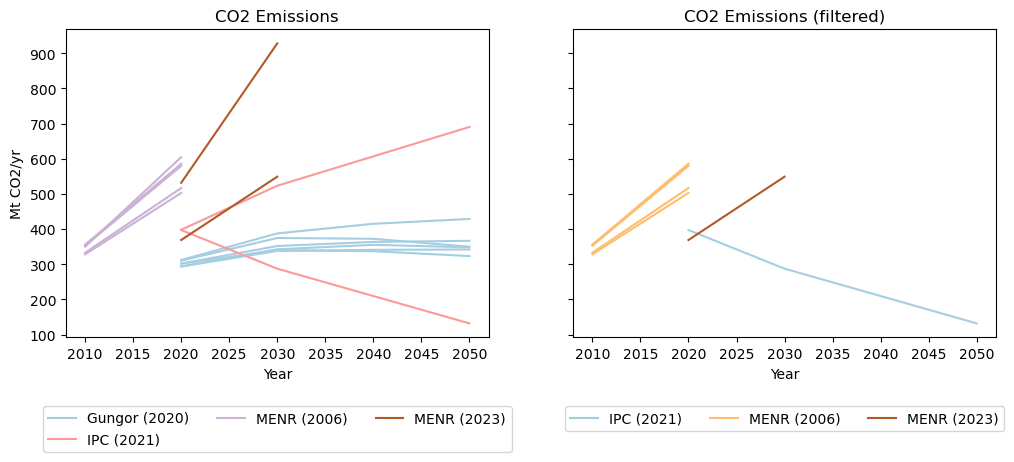 CO2 Emissions
Mt CO2/yr
900
800
700
600
500
400
300
200
100
2010 2015 2020 2025 2030 2035 2040 2045 2050
Year
Gungor (2020) MENR (2006) MENR (2023)
IPC (2021)
CO2 Emissions (filtered)
2010 2015 2020 2025 2030 2035 2040 2045 2050
Year
IPC (2021) MENR (2006) MENR (2023)